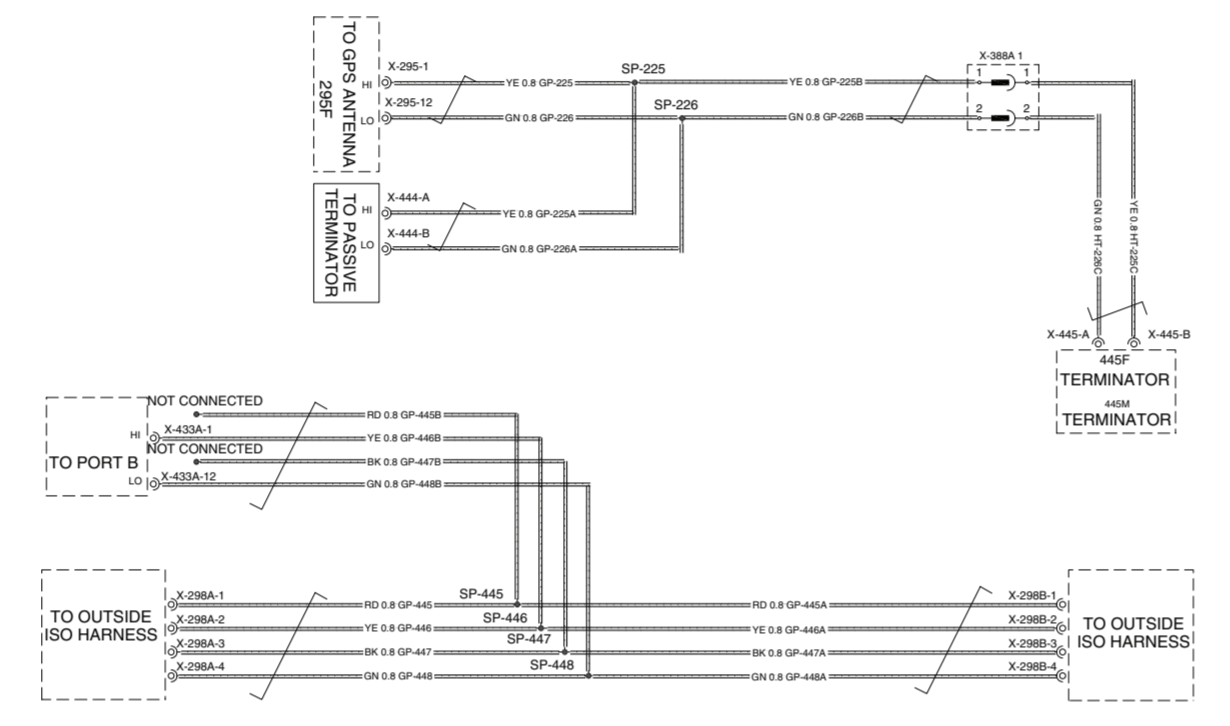 TO GPS ANTENNA
295F
X-295-1
HI
YE 0.8 GP-225
SP-225
YE 0.8 GP-225B
X-388A 1
1 1
X-295-12
LO
GN 0.8 GP-226
SP-226
GN 0.8 GP-226B
2 2
TO PASSIVE
TERMINATOR
X-444-A
HI
YE 0.8 GP-225A
X-444-B
LO
GN 0.8 GP-226A
GN 0.8 HT-226C
YE 0.8 HT-225C
X-445-A
X-445-B
445F
TERMINATOR
445M
TERMINATOR
NOT CONNECTED
RD 0.8 GP-445B
HI
X-433A-1
YE 0.8 GP-446B
NOT CONNECTED
BK 0.8 GP-447B
TO PORT B
LO
X-433A-12
GN 0.8 GP-448B
TO OUTSIDE
ISO HARNESS
X-298A-1
RD 0.8 GP-445
SP-445
RD 0.8 GP-445A
X-298B-1
X-298A-2
YE 0.8 GP-446
SP-446
YE 0.8 GP-446A
X-298B-2
X-298A-3
BK 0.8 GP-447
SP-447
BK 0.8 GP-447A
X-298B-3
X-298A-4
GN 0.8 GP-448
SP-448
GN 0.8 GP-448A
X-298B-4
TO OUTSIDE
ISO HARNESS